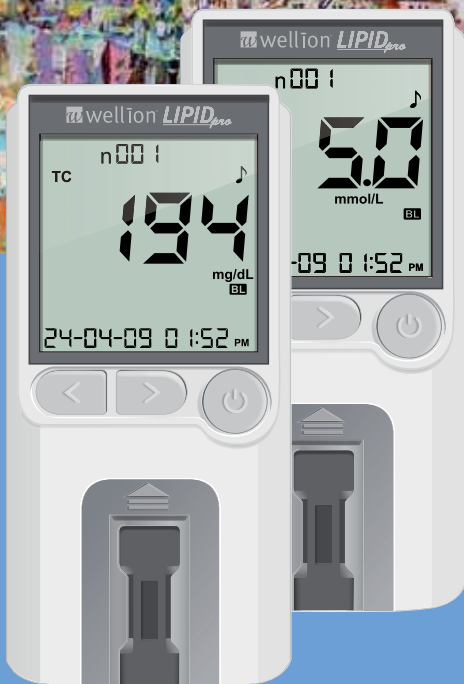 wellion LIPIDpro
n001
♪
TC
194
mg/dL
BL
24-04-09 01:52 PM
wellion LIPIDpro
n001
♪
5.0
mmol/L
BL
-09 01:52 PM